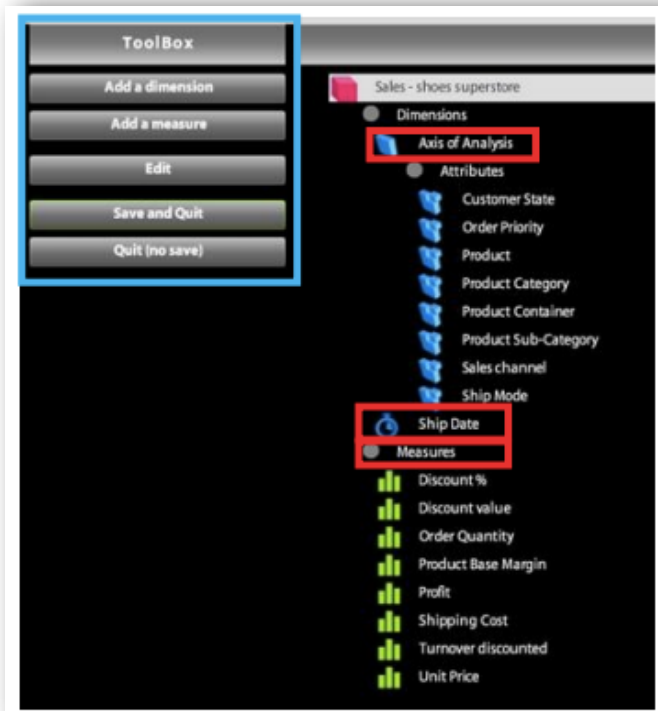 ToolBox
Add a dimension
Add a measure
Edit
Save and Quit
Quit (no save)
Sales - shoes superstore
Dimensions
Axis of Analysis
Attributes
Customer State
Order Priority
Product
Product Category
Product Container
Product Sub-Category
Sales channel
Ship Mode
Ship Date
Measures
Discount %
Discount value
Order Quantity
Product Base Margin
Profit
Shipping Cost
Turnover discounted
Unit Price